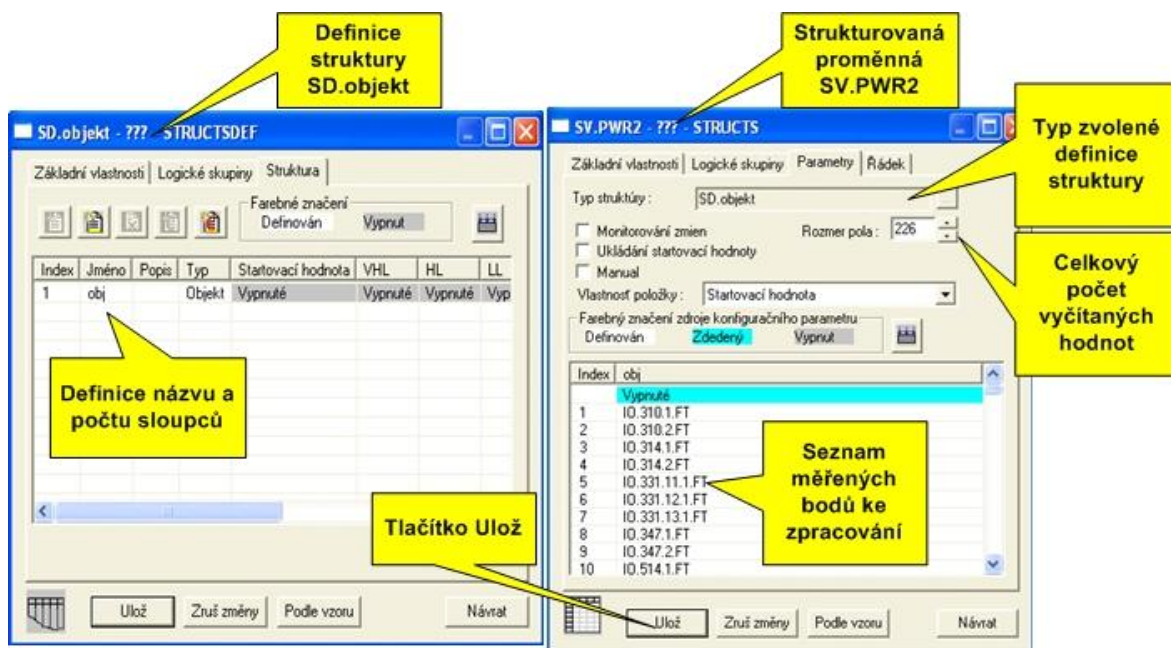 Definice
struktury
SD.objekt
Strukturovaná
proměnná
SV.PWR2
SD.objekt - ??? - STRUCTSDEF
Základní vlastnosti Logické skupiny Struktura
Farebné značení
Definován Vypnut
Index Jméno Popis Typ Startovací hodnota VHL HL LL
1 obj Objekt Vypnuté Vypnuté Vypnuté Vyp
Definice názvu a
počtu sloupců
Tlačítko Ulož
Ulož Zruš změny Podle vzoru Návrat
SV.PWR2 - ??? - STRUCTS
Základní vlastnosti Logické skupiny Parametry Řádek
Typ struktúry : SD.objekt
Monitorování zmien Rozmer pola : 226
Ukládání startovací hodnoty
Manual
Vlastnosť položky : Startovací hodnota
Farebný značení zdroje konfiguračního parametru
Definován Zdedený Vypnut
Index obj
Vypnuté
1 IO.310.1.FT
2 IO.310.2.FT
3 IO.314.1.FT
4 IO.314.2.FT
5 IO.331.11.1.FT
6 IO.331.12.1.FT
7 IO.331.13.1.FT
8 IO.347.1.FT
9 IO.347.2.FT
10 IO.514.1.FT
Seznam
měřených
bodů ke
zpracování
Ulož Zruš změny Podle vzoru Návrat
Typ zvolené
definice
struktury
Celkový
počet
vyčítaných
hodnot